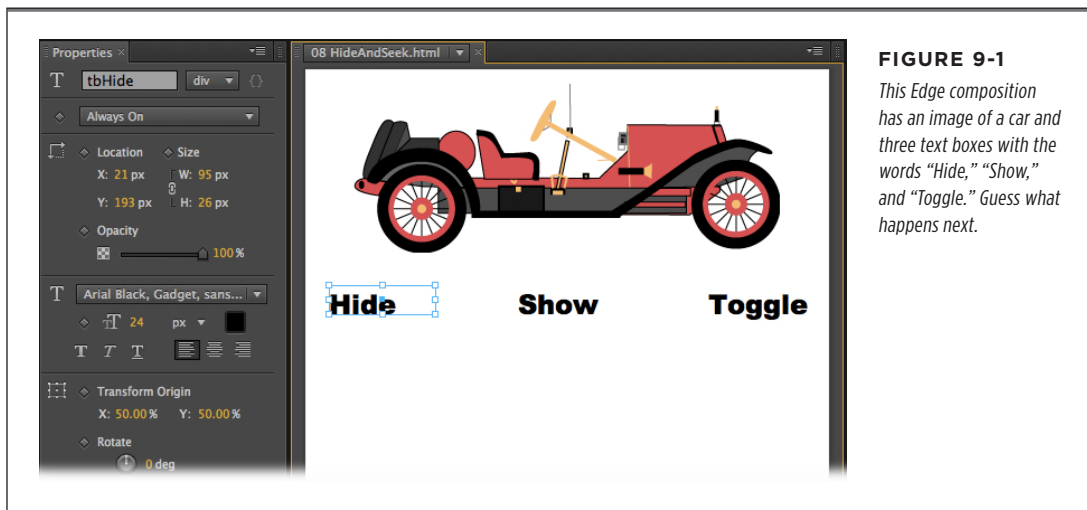 Properties ×
08 HideAndSeek.html ×
T tbHide div {}
Always On
Location Size
X: 21 px W: 95 px
Y: 193 px H: 26 px
Opacity
100%
T Arial Black, Gadget, sans...
TT 24 px
T T T
Transform Origin
X: 50.00% Y: 50.00%
Rotate
0 deg
Hide Show Toggle
FIGURE 9-1
This Edge composition
has an image of a car and
three text boxes with the
words “Hide,” “Show,”
and “Toggle.” Guess what
happens next.